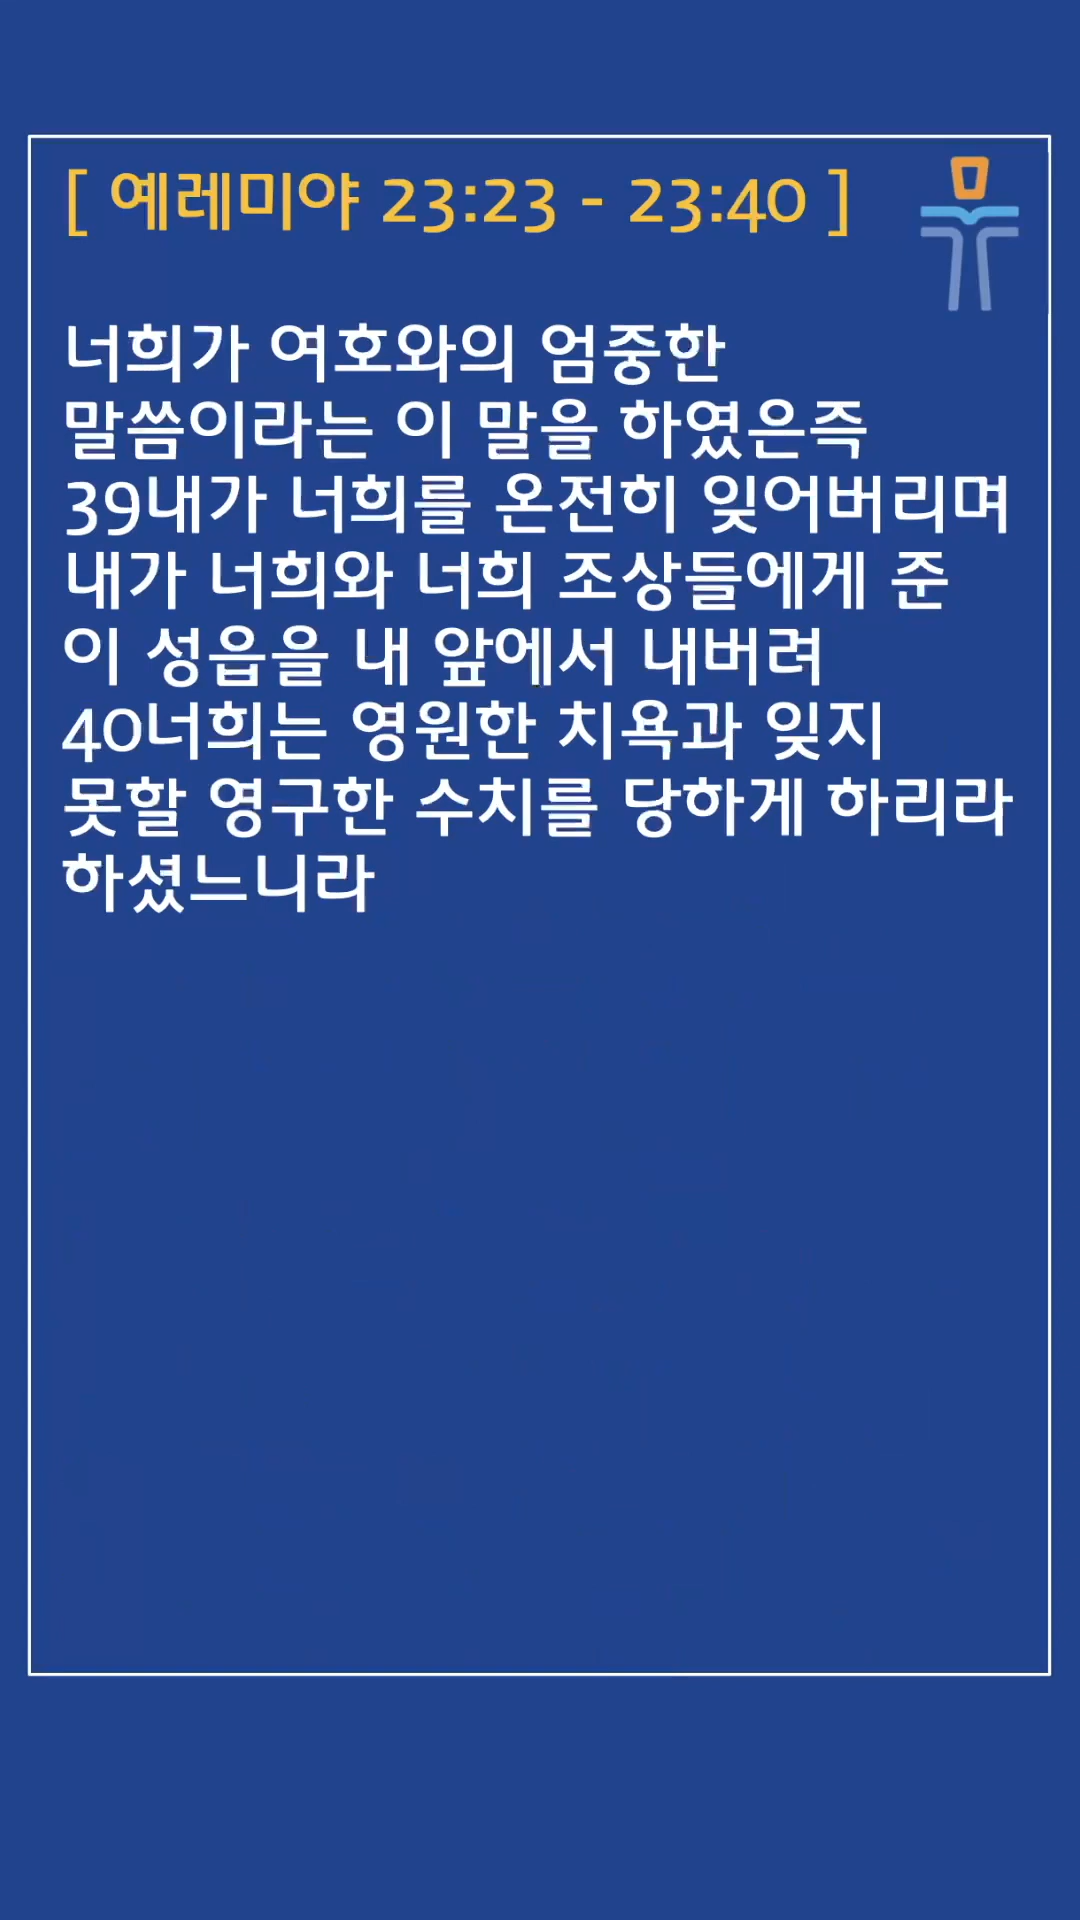 [ 예레미야 23:23 - 23:40 ]
너희가 여호와의 엄중한
말씀이라는 이 말을 하였은즉
39내가 너희를 온전히 잊어버리며
내가 너희와 너희 조상들에게 준
이 성읍을 내 앞에서 내버려
40너희는 영원한 치욕과 잊지
못할 영구한 수치를 당하게 하리라
하셨느니라